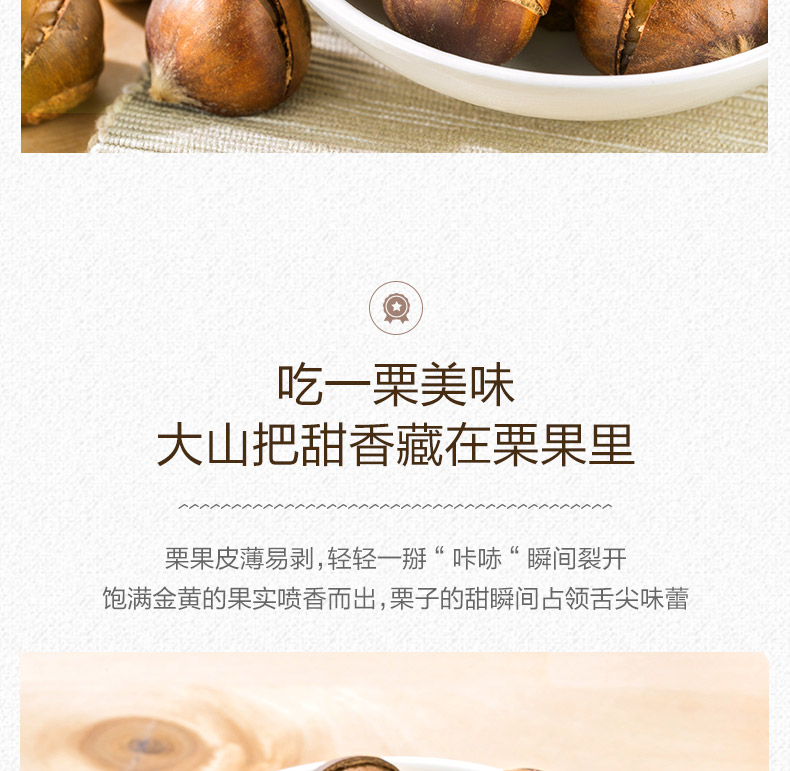 吃一栗美味
大山把甜香藏在栗果里
栗果皮薄易剥,轻轻一掰“咔哧“瞬间裂开
饱满金黄的果实喷香而出,栗子的甜瞬间占领舌尖味蕾